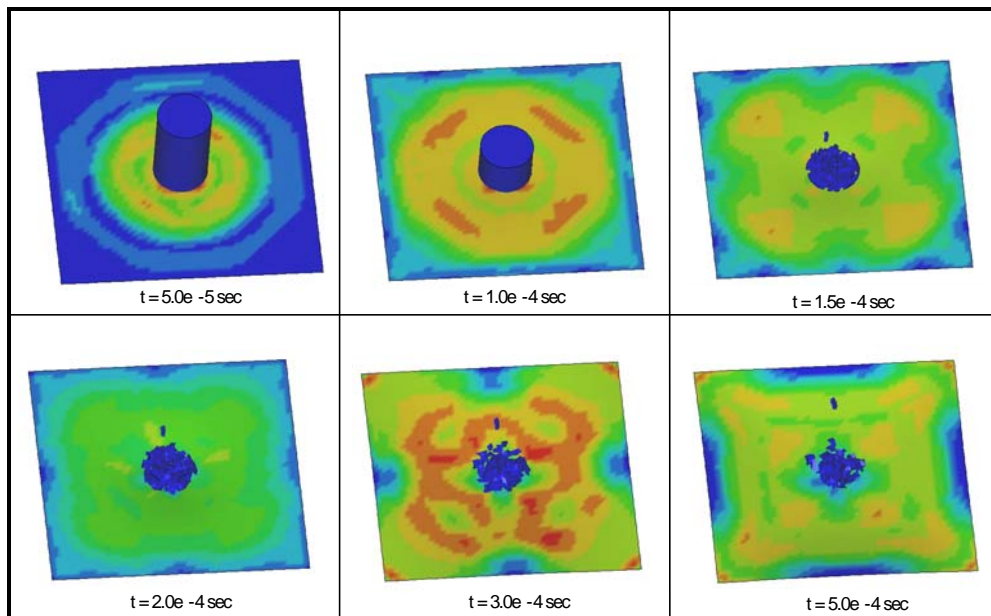 t = 5.0e -5 sec
t = 1.0e -4 sec
t = 1.5e -4 sec
t = 2.0e -4 sec
t = 3.0e -4 sec
t = 5.0e -4 sec